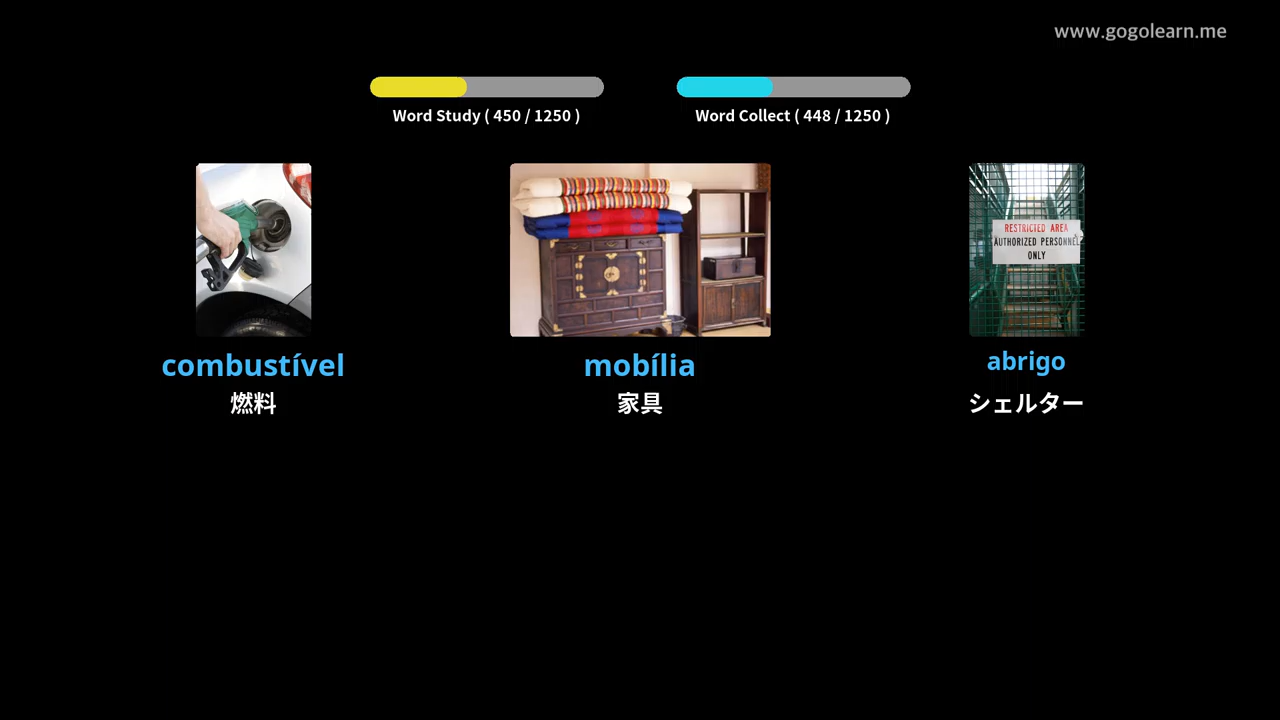 www.gogolearn.me
Word Study ( 450 / 1250 )
Word Collect ( 448 / 1250 )
RESTRICTED AREA
AUTHORIZED PERSONNEL
ONLY
combustível
mobília
abrigo
燃料
家具
シェルター